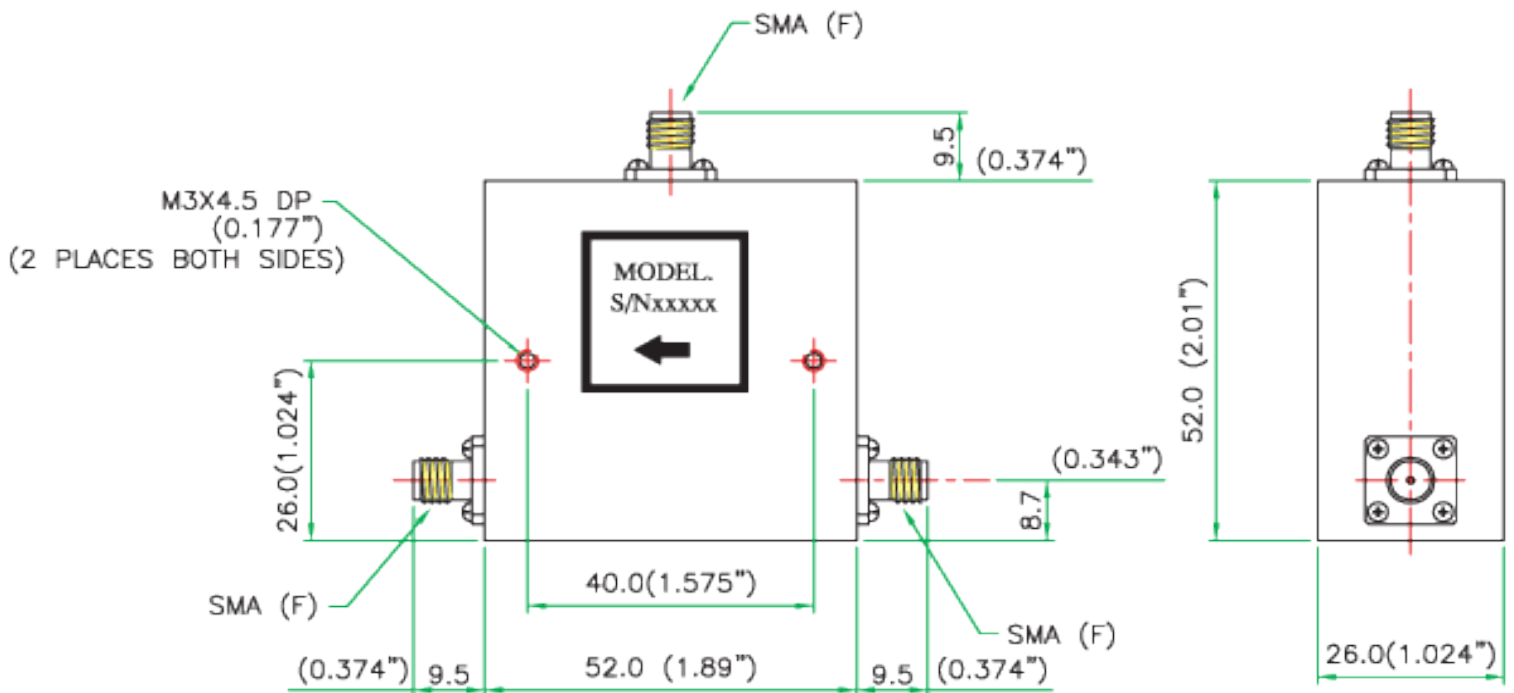 SMA (F)
9.5
(0.374")
M3X4.5 DP
(0.177")
(2 PLACES BOTH SIDES)
MODEL.
S/Nxxxxx
26.0(1.024")
52.0 (2.01")
(0.343")
8.7
40.0(1.575")
SMA (F)
SMA (F)
(0.374") 9.5
52.0 (1.89")
9.5 (0.374")
26.0(1.024")